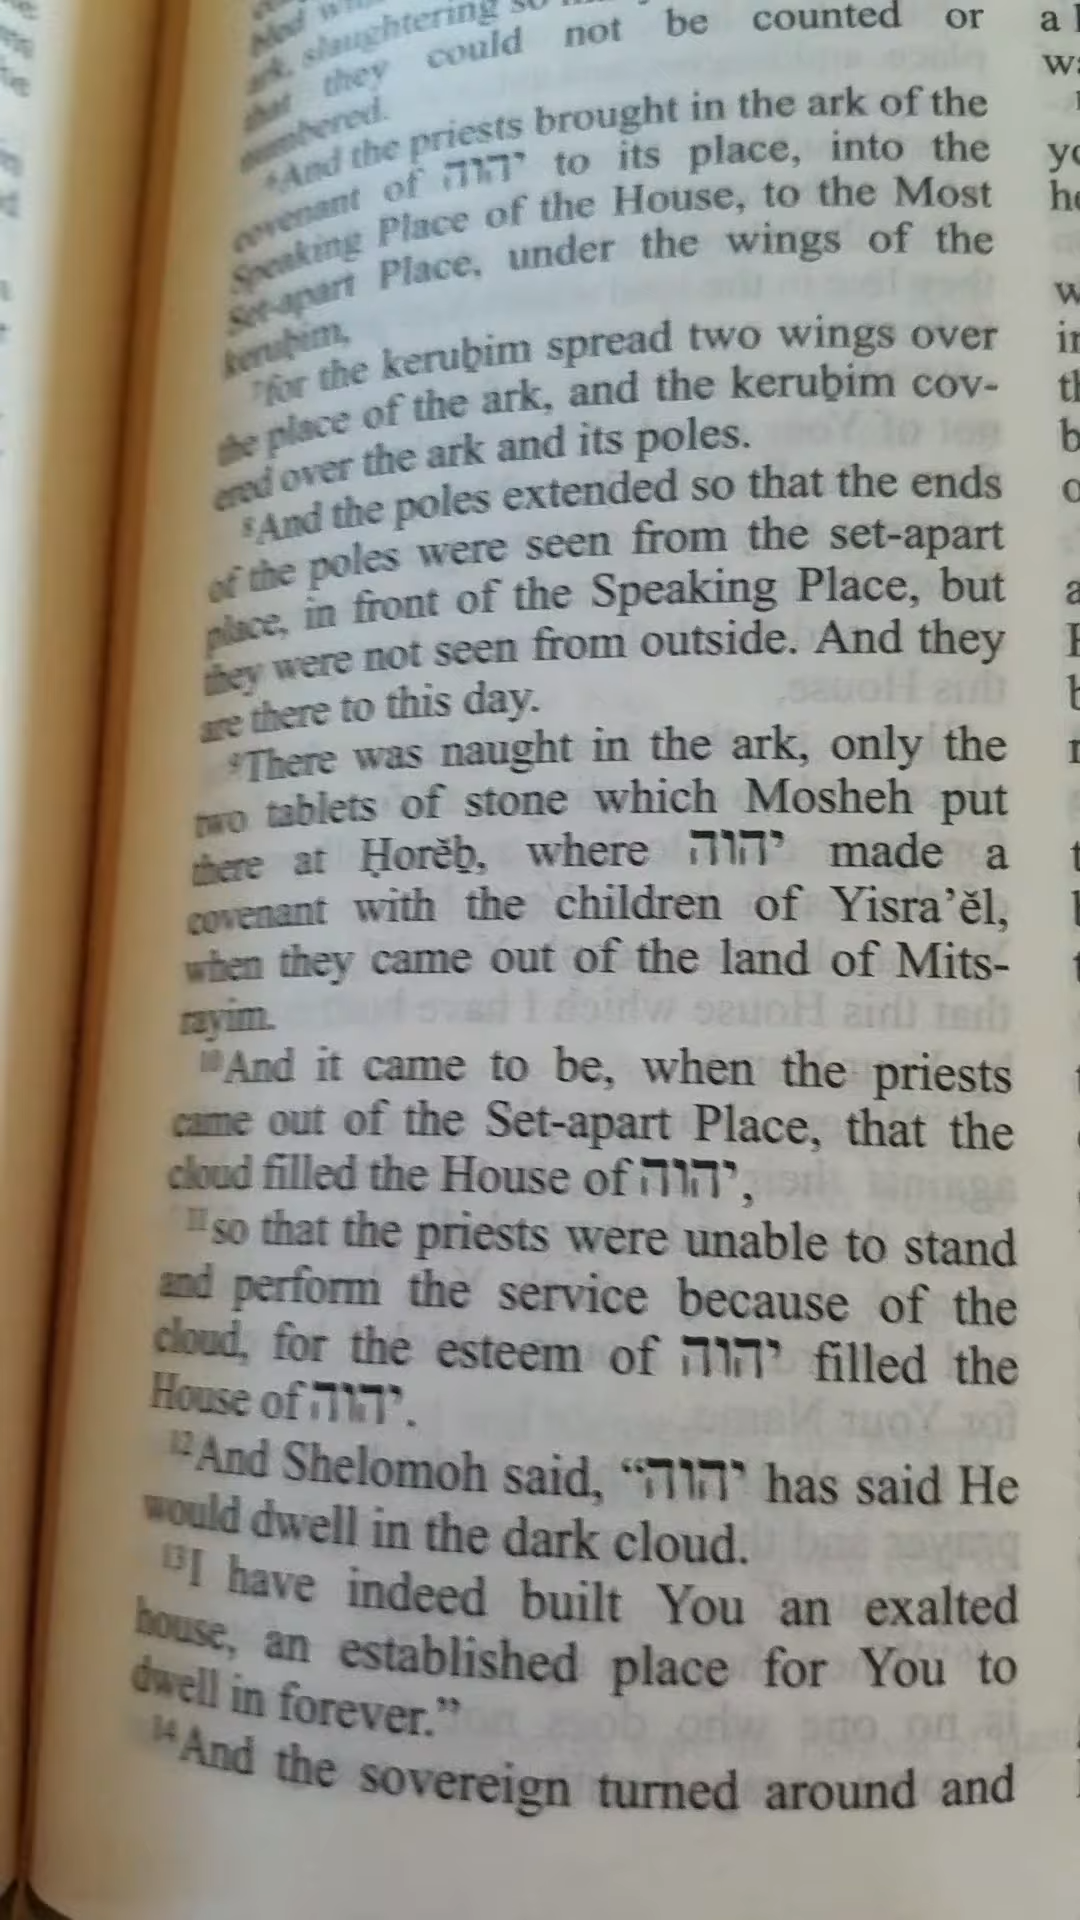 ark, slaughtering
that they could not be counted or
numbered.
⁶And the priests brought in the ark of the
covenant of יהוה to its place, into the
Speaking Place of the House, to the Most
Set-apart Place, under the wings of the
keruḇim,
⁷for the keruḇim spread two wings over
the place of the ark, and the keruḇim cov-
ered over the ark and its poles.
⁸And the poles extended so that the ends
of the poles were seen from the set-apart
place, in front of the Speaking Place, but
they were not seen from outside. And they
are there to this day.
⁹There was naught in the ark, only the
two tablets of stone which Mosheh put
there at Ḥorěḇ, where יהוה made a
covenant with the children of Yisra’ěl,
when they came out of the land of Mits-
rayim.
¹⁰And it came to be, when the priests
came out of the Set-apart Place, that the
cloud filled the House of יהוה,
¹¹so that the priests were unable to stand
and perform the service because of the
cloud, for the esteem of יהוה filled the
House of יהוה.
¹²And Shelomoh said, “יהוה has said He
would dwell in the dark cloud.
¹³I have indeed built You an exalted
house, an established place for You to
dwell in forever.”
¹⁴And the sovereign turned around and